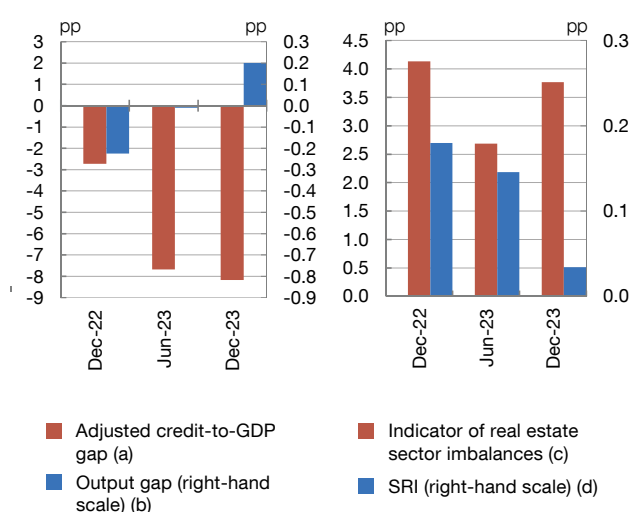 pp pp
3 0.3
2 0.2
1 0.1
0 0.0
-1 -0.1
-2 -0.2
-3 -0.3
-4 -0.4
-5 -0.5
-6 -0.6
-7 -0.7
-8 -0.8
-9 -0.9
Dec-22
Jun-23
Dec-23
Adjusted credit-to-GDP
gap (a)
Output gap (right-hand
scale) (b)
pp pp
4.5 0.3
4.0
3.5
3.0 0.2
2.5
2.0
1.5 0.1
1.0
0.5
0.0 0.0
Dec-22
Jun-23
Dec-23
Indicator of real estate
sector imbalances (c)
SRI (right-hand scale) (d)